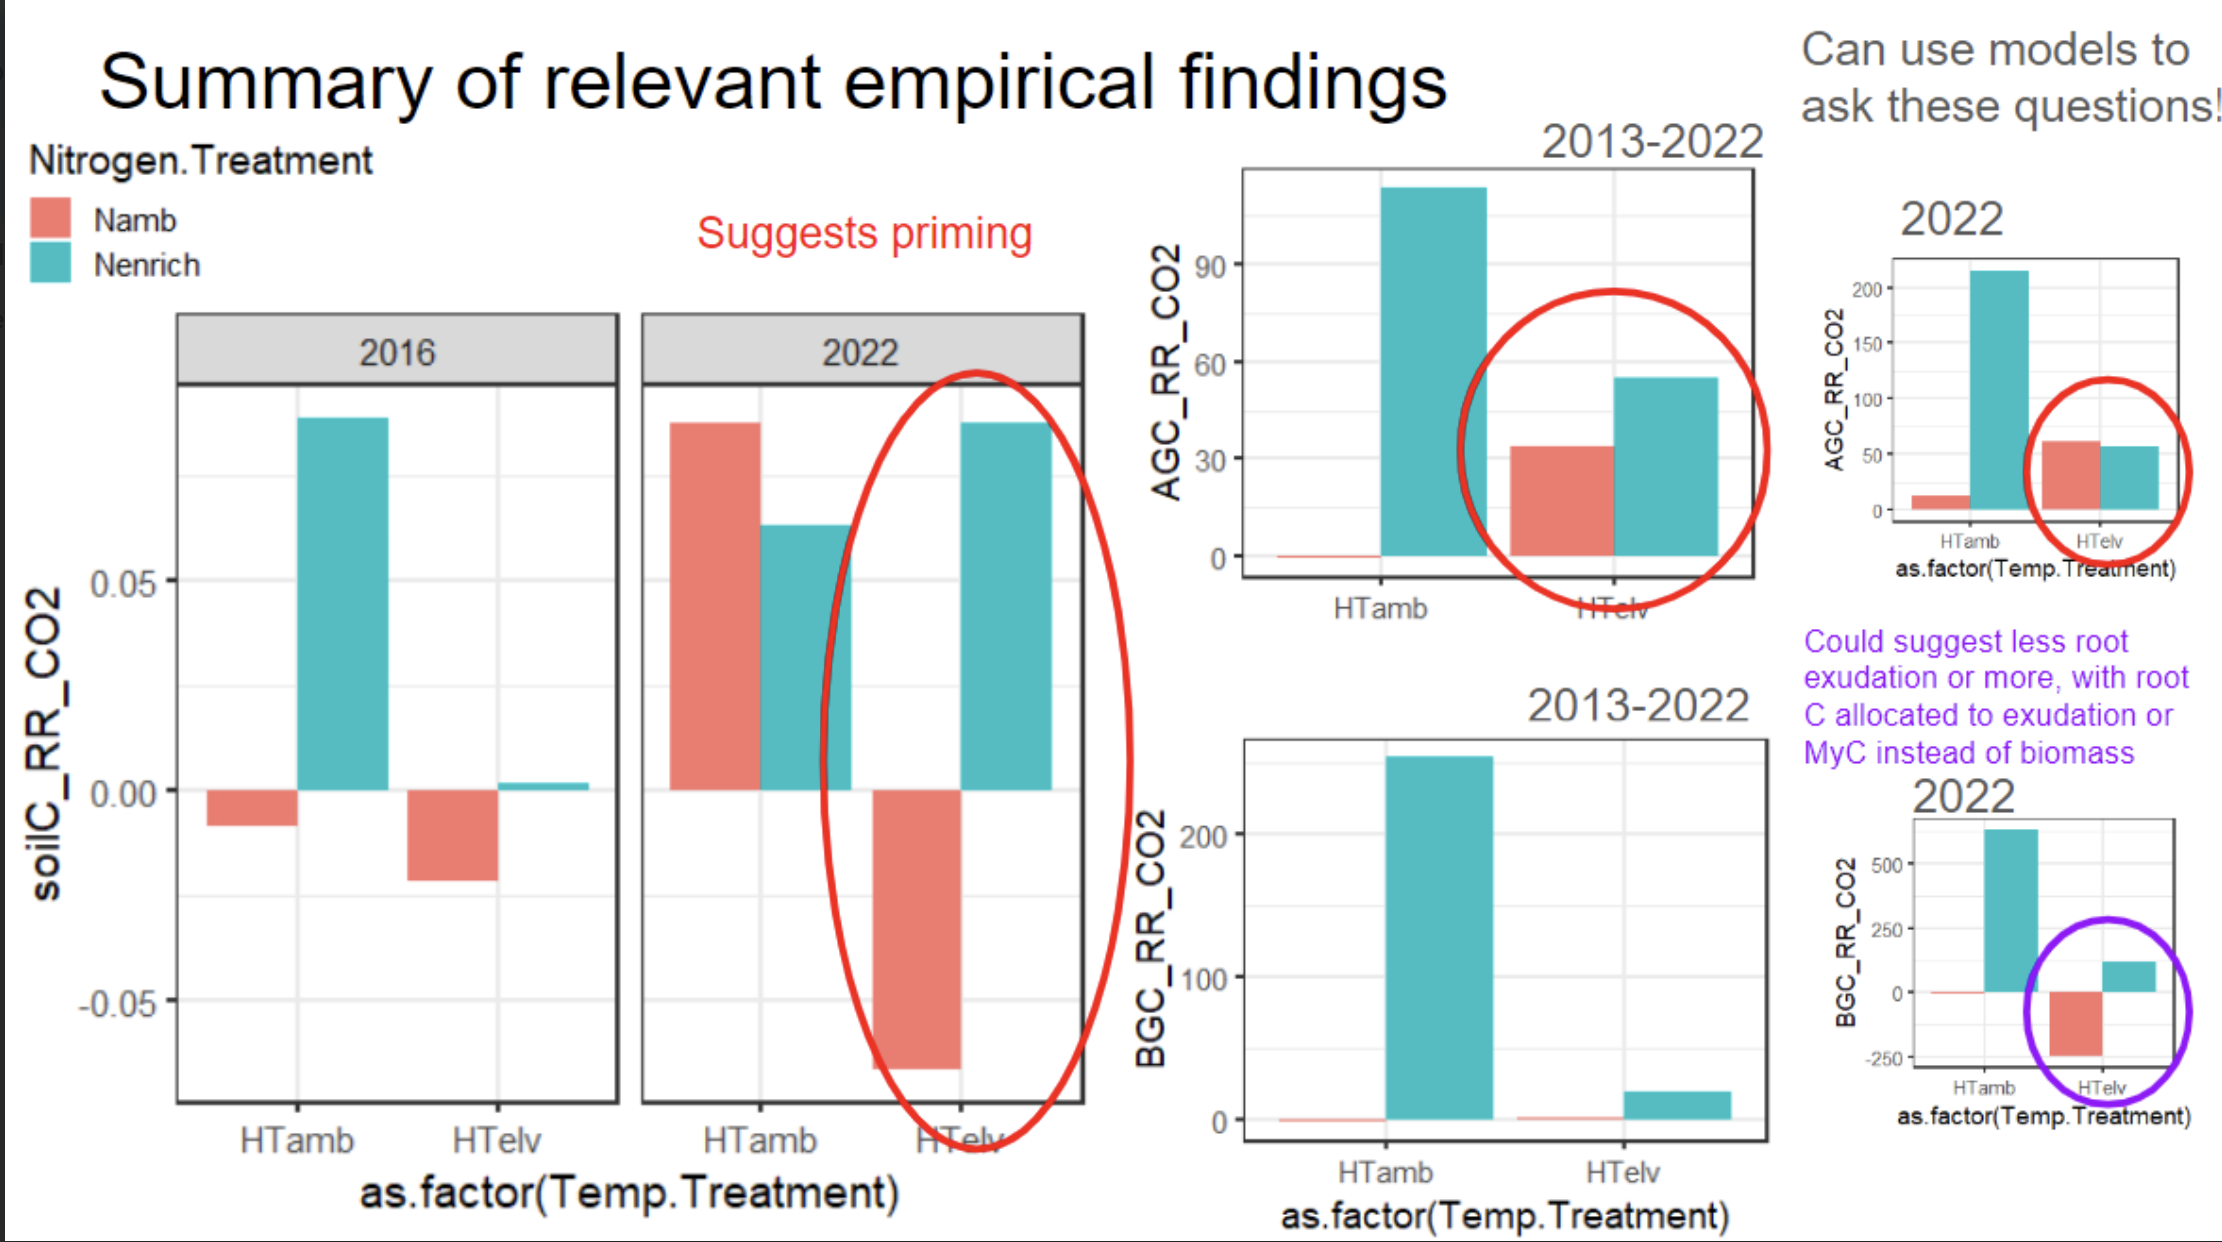 Summary of relevant empirical findings
Can use models to
ask these questions!
Nitrogen.Treatment
Namb
Nenrich
Suggests priming
2016
2022
soilC_RR_CO2
0.05
0.00
-0.05
HTamb
HTelv
HTamb
HTelv
as.factor(Temp.Treatment)
2013-2022
AGC_RR_CO2
90
60
30
0
HTamb
HTelv
2022
AGC_RR_CO2
200
150
100
50
0
HTamb
HTelv
as.factor(Temp.Treatment)
2013-2022
BGC_RR_CO2
200
100
0
HTamb
HTelv
as.factor(Temp.Treatment)
Could suggest less root
exudation or more, with root
C allocated to exudation or
MyC instead of biomass
2022
BGC_RR_CO2
500
250
0
-250
HTamb
HTelv
as.factor(Temp.Treatment)